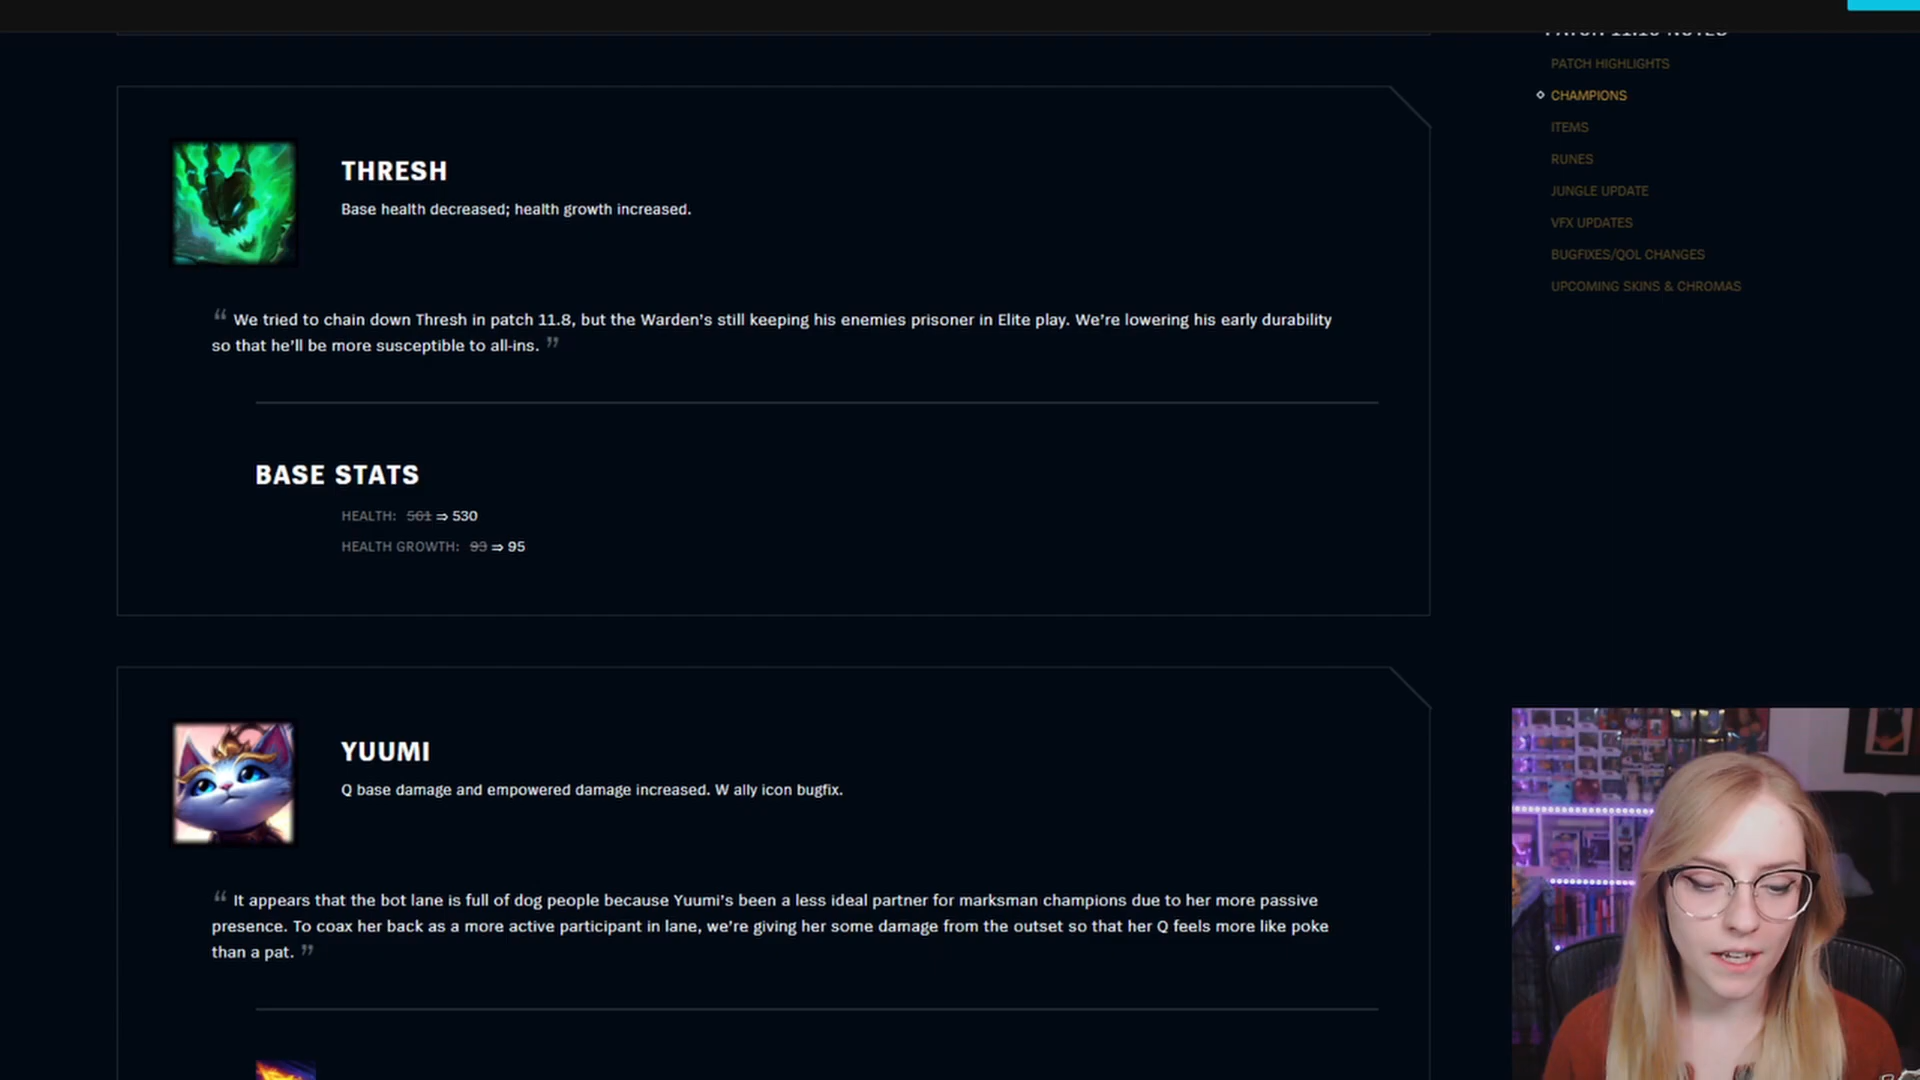 THRESH
Base health decreased; health growth increased.
“ We tried to chain down Thresh in patch 11.8, but the Warden’s still keeping his enemies prisoner in Elite play. We’re lowering his early durability
so that he’ll be more susceptible to all-ins. ”
BASE STATS
HEALTH: 561 ⇒ 530
HEALTH GROWTH: 93 ⇒ 95
YUUMI
Q base damage and empowered damage increased. W ally icon bugfix.
“ It appears that the bot lane is full of dog people because Yuumi’s been a less ideal partner for marksman champions due to her more passive
presence. To coax her back as a more active participant in lane, we’re giving her some damage from the outset so that her Q feels more like poke
than a pat. ”
PATCH HIGHLIGHTS
CHAMPIONS
ITEMS
RUNES
JUNGLE UPDATE
VFX UPDATES
BUGFIXES/QOL CHANGES
UPCOMING SKINS & CHROMAS